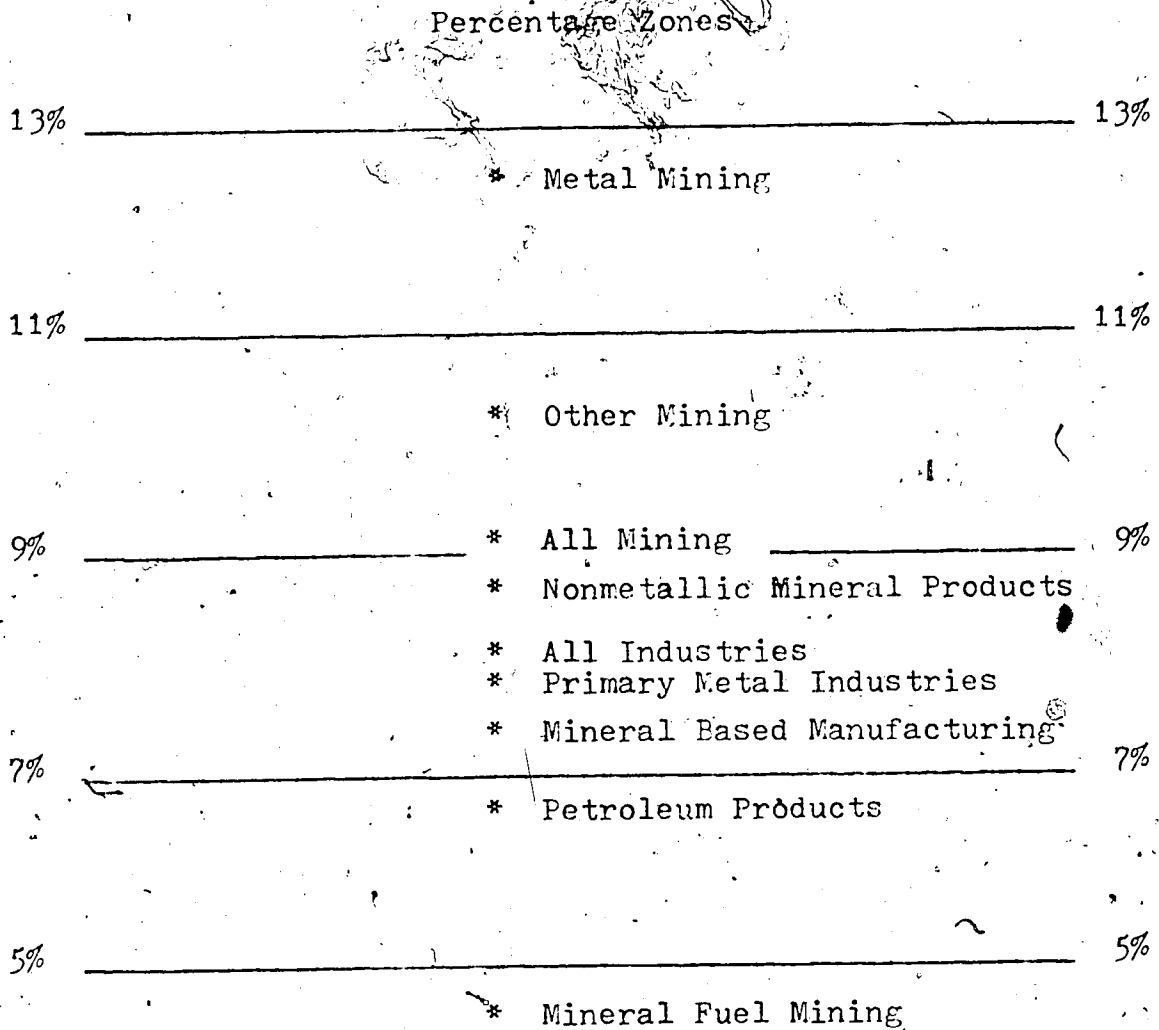 Percentage Zones
13% 13%
* Metal Mining
11% 11%
* Other Mining
9% * All Mining 9%
* Nonmetallic Mineral Products
* All Industries
* Primary Metal Industries
* Mineral Based Manufacturing
7% 7%
* Petroleum Products
5% 5%
* Mineral Fuel Mining